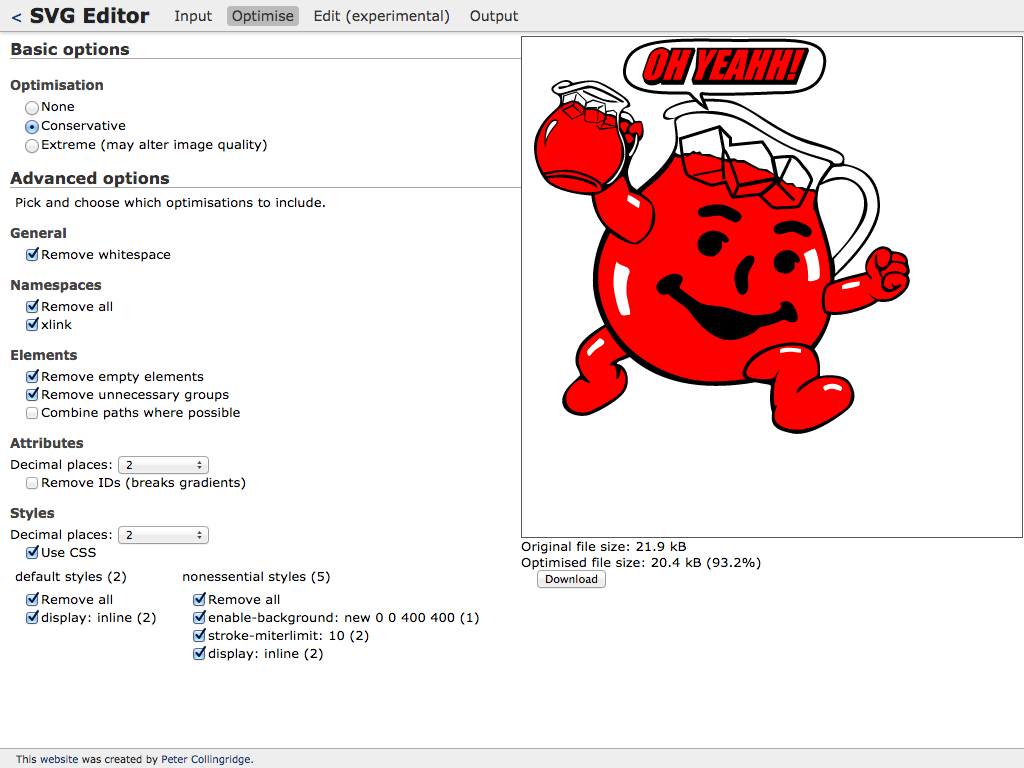 < SVG Editor Input Optimise Edit (experimental) Output
Basic options
Optimisation
None
Conservative
Extreme (may alter image quality)
Advanced options
Pick and choose which optimisations to include.
General
Remove whitespace
Namespaces
Remove all
xlink
Elements
Remove empty elements
Remove unnecessary groups
Combine paths where possible
Attributes
Decimal places: 2
Remove IDs (breaks gradients)
Styles
Decimal places: 2
Use CSS
default styles (2)
Remove all
display: inline (2)
nonessential styles (5)
Remove all
enable-background: new 0 0 400 400 (1)
stroke-miterlimit: 10 (2)
display: inline (2)
OH YEAHH!
Original file size: 21.9 kB
Optimised file size: 20.4 kB (93.2%)
Download
This website was created by Peter Collingridge.